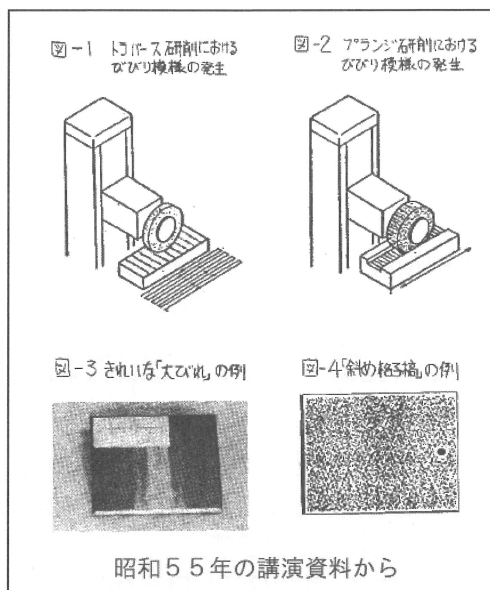 図-1 トラバース研削における
びびり模様の発生
図-2 プランジ研削における
びびり模様の発生
図-3 きれいな「大びれ」の例
図-4「斜め格子縞」の例
昭和55年の講演資料から